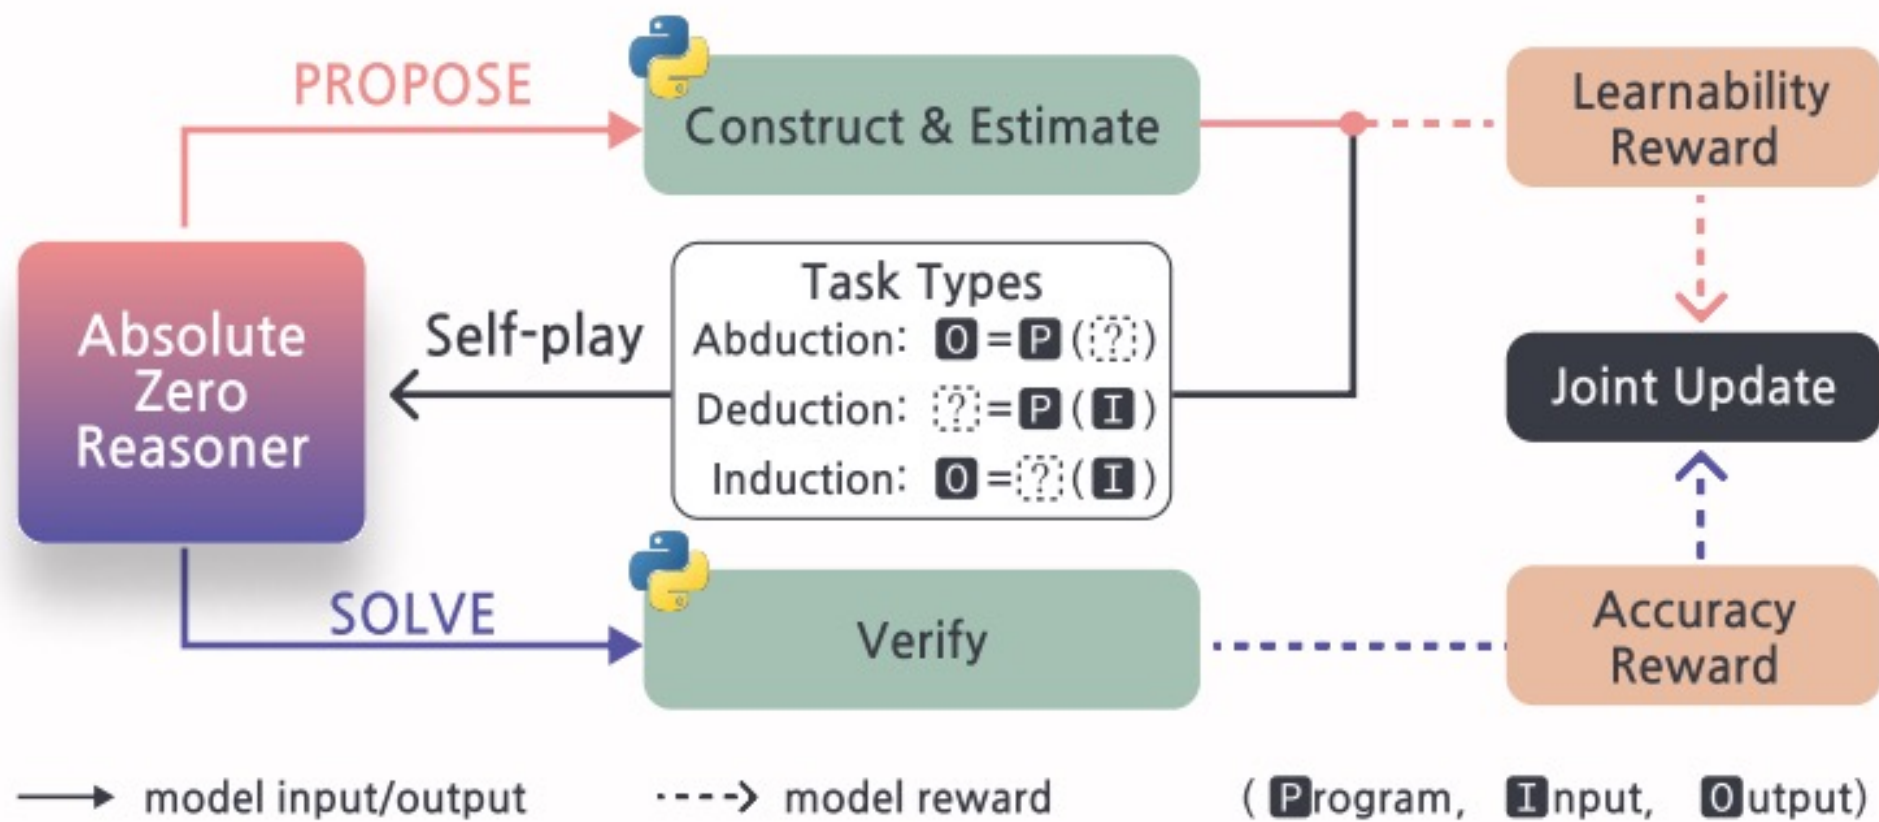 PROPOSE
Construct & Estimate
Learnability
Reward
Absolute
Zero
Reasoner
Self-play
Task Types
Abduction: O=P(?)
Deduction: ?=P(I)
Induction: O=?(I)
Joint Update
SOLVE
Verify
Accuracy
Reward
model input/output
model reward
(Program, Input, Output)